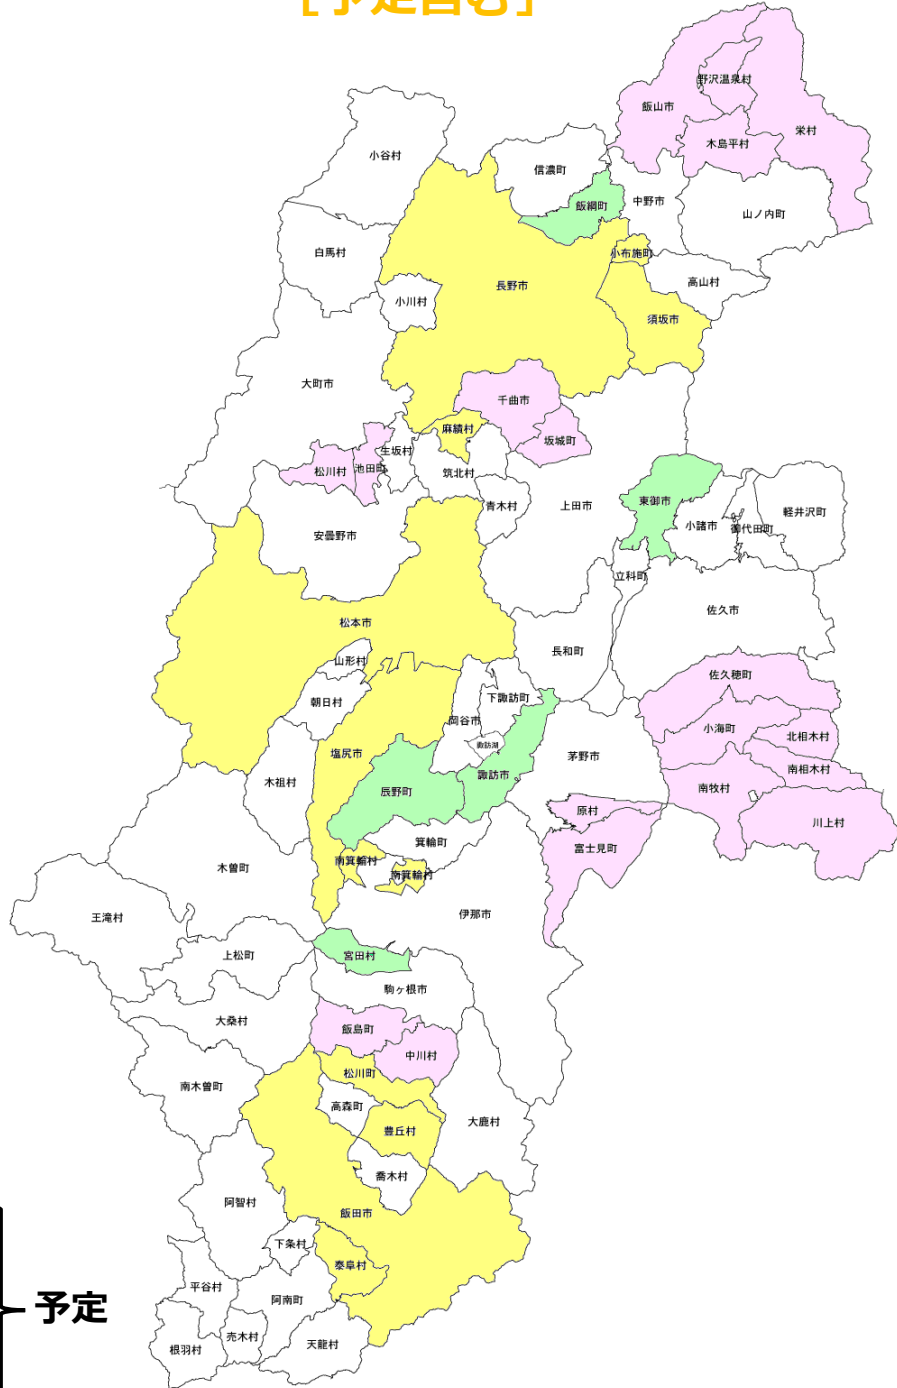 [予定含む]
野沢温泉村
飯山市
栄村
木島平村
小谷村
信濃町
中野市
飯綱町
山ノ内町
白馬村
小布施町
高山村
長野市
小川村
須坂市
大町市
千曲市
麻績村
坂城町
生坂村
池田町
松川村
筑北村
青木村
上田市
東御市
小諸市
御代田町
軽井沢町
安曇野市
立科町
佐久市
松本市
長和町
山形村
佐久穂町
朝日村
下諏訪町
岡谷市
小海町
北相木村
諏訪湖
塩尻市
茅野市
南相木村
諏訪市
木祖村
南牧村
辰野町
原村
川上村
箕輪町
富士見町
南箕輪村
木曽町
南箕輪村
伊那市
王滝村
上松町
宮田村
駒ヶ根市
大桑村
飯島町
中川村
松川町
南木曽町
高森町
大鹿村
豊丘村
喬木村
阿智村
飯田市
下条村
泰阜村
平谷村
阿南町
予定
売木村
天龍村
根羽村